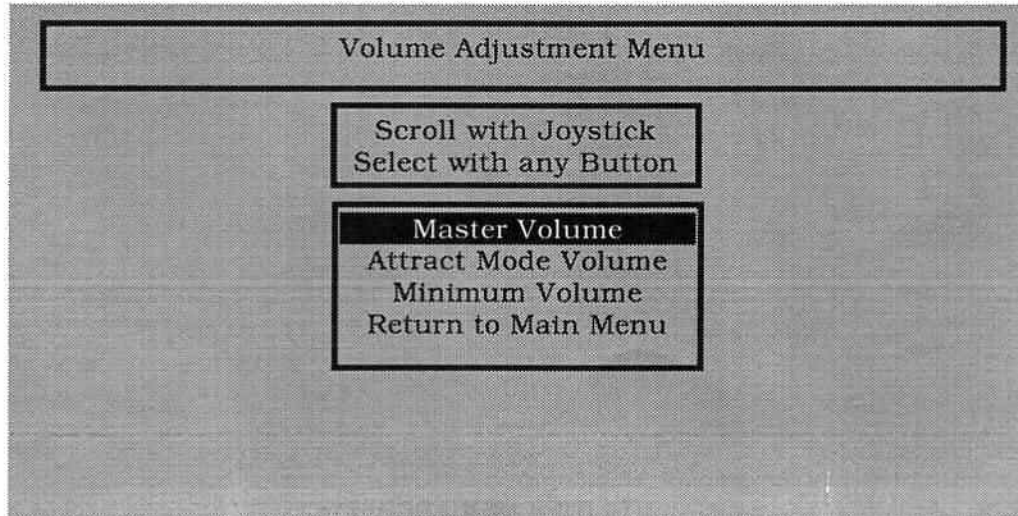 Volume Adjustment Menu
Scroll with Joystick
Select with any Button
Master Volume
Attract Mode Volume
Minimum Volume
Return to Main Menu